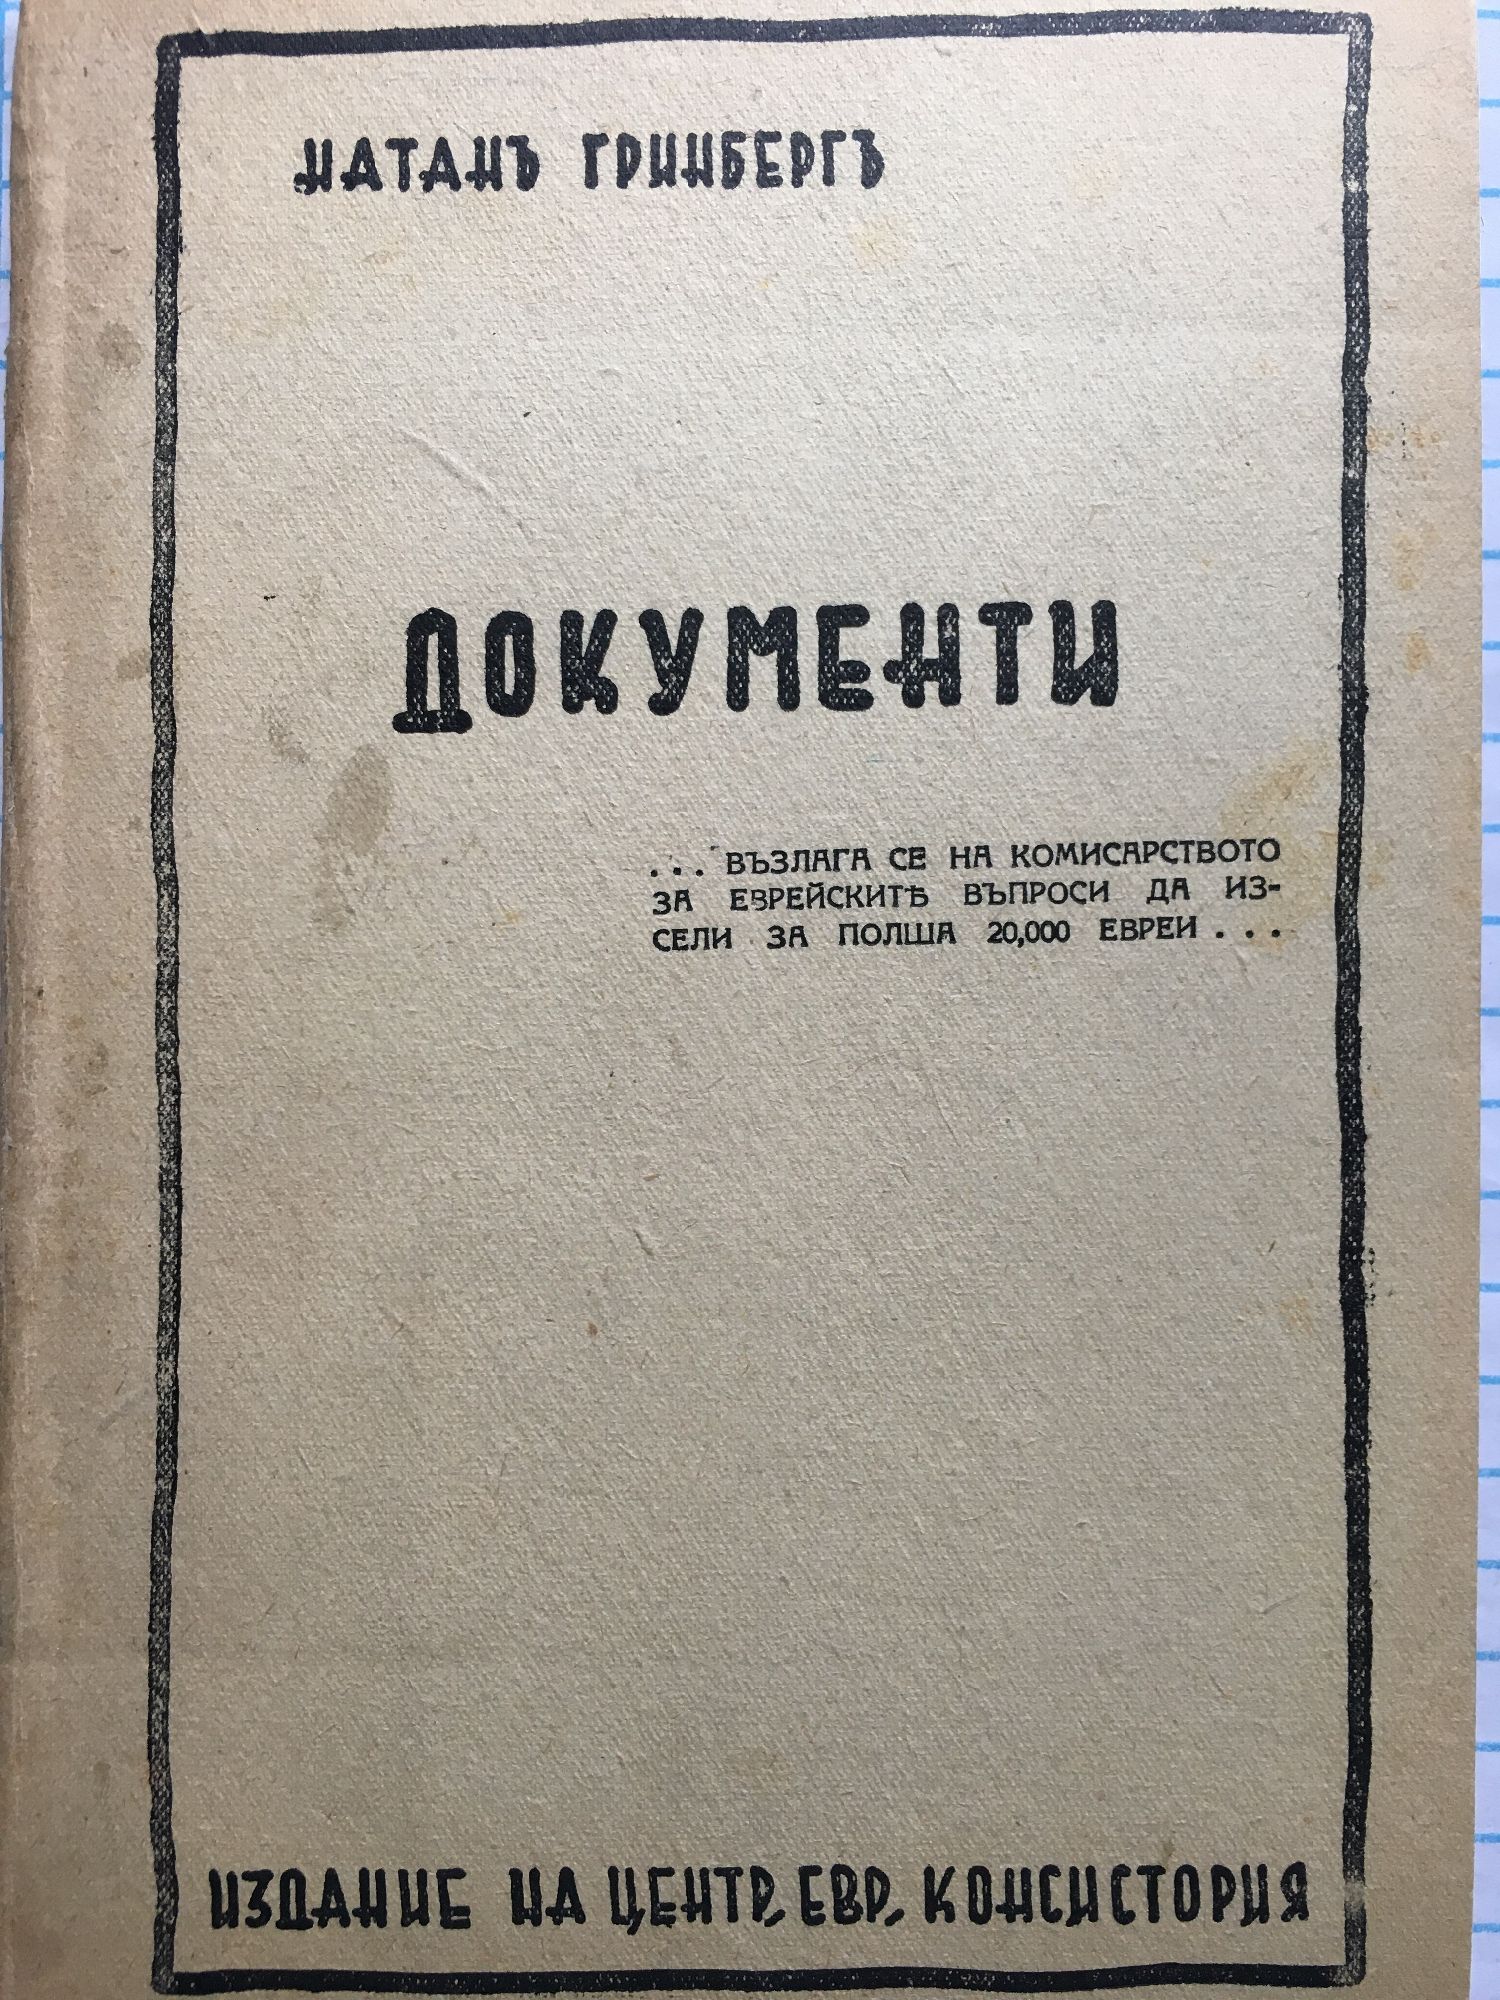 НАТАНЪ ГРИНБЕРГЪ
ДОКУМЕНТИ
...ВЪЗЛАГА СЕ НА КОМИСАРСТВОТО
ЗА ЕВРЕЙСКИТѢ ВЪПРОСИ ДА ИЗ-
СЕЛИ ЗА ПОЛША 20,000 ЕВРЕИ...
ИЗДАНИЕ НА ЦЕНТР. ЕВР. КОНСИСТОРИЯ